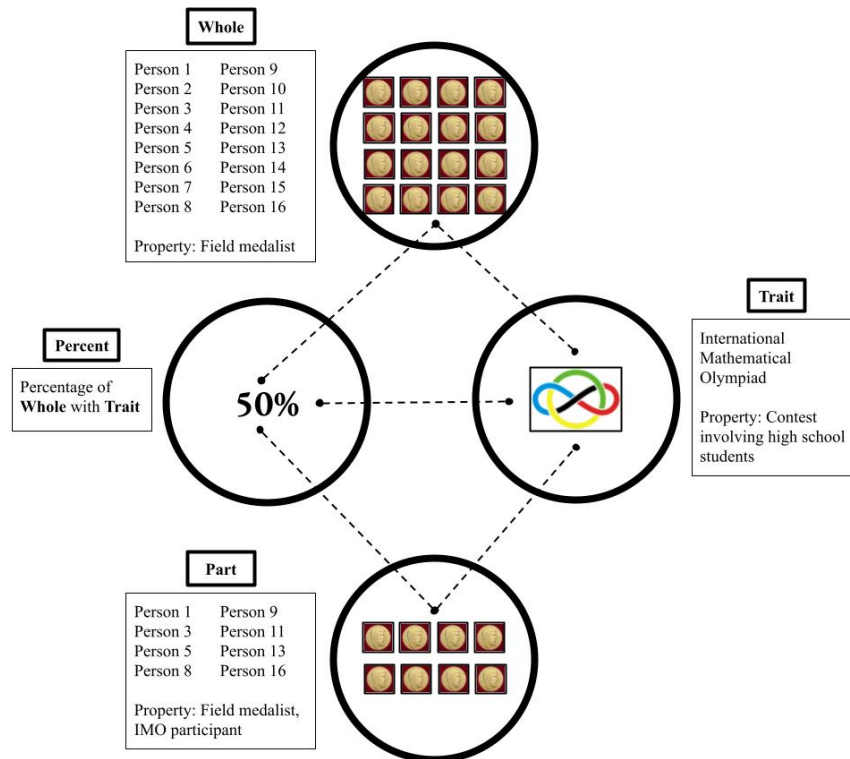 Whole
Person 1 Person 9
Person 2 Person 10
Person 3 Person 11
Person 4 Person 12
Person 5 Person 13
Person 6 Person 14
Person 7 Person 15
Person 8 Person 16
Property: Field medalist
Percent
Percentage of
Whole with Trait
50%
Trait
International
Mathematical
Olympiad
Property: Contest
involving high school
students
Part
Person 1 Person 9
Person 3 Person 11
Person 5 Person 13
Person 8 Person 16
Property: Field medalist,
IMO participant